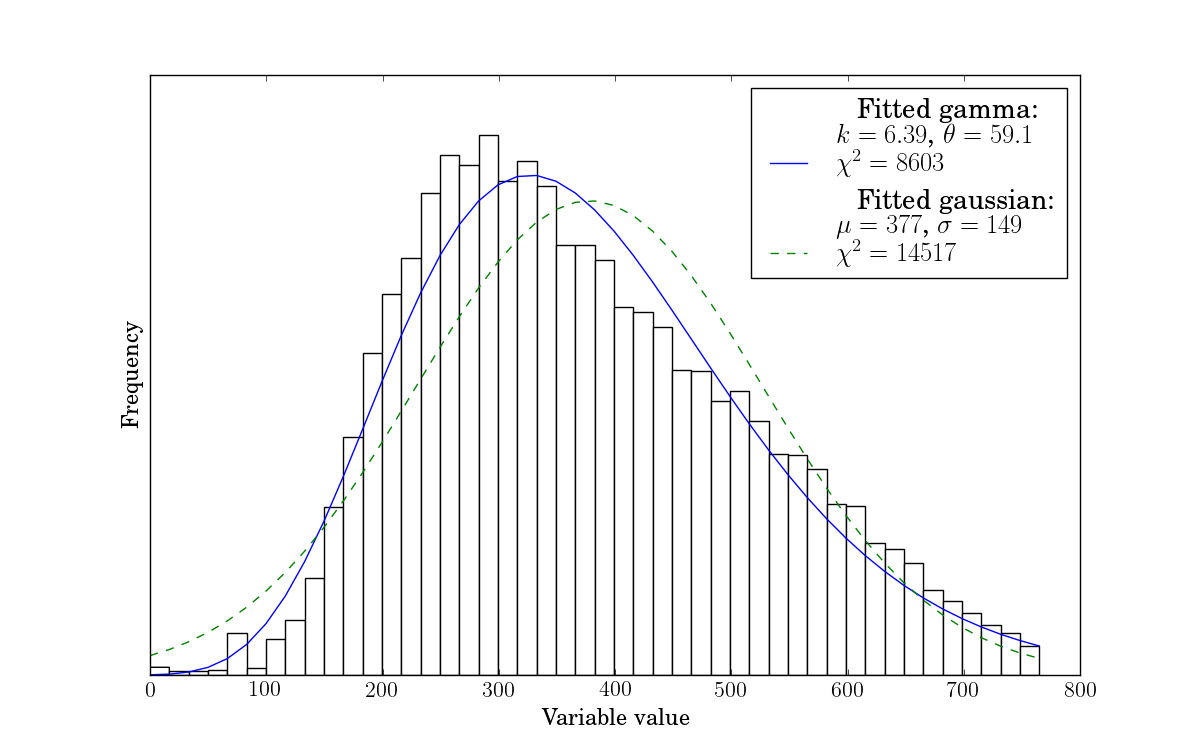 Fitted gamma:
k = 6.39, θ = 59.1
χ² = 8603
Fitted gaussian:
μ = 377, σ = 149
χ² = 14517
Frequency
0 100 200 300 400 500 600 700 800
Variable value